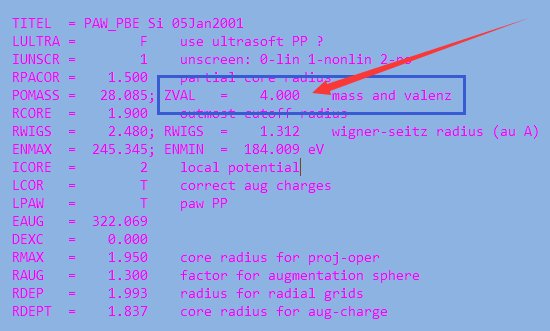 TITEL = PAW_PBE Si 05Jan2001
LULTRA = F use ultrasoft PP ?
IUNSCR = 1 unscreen: 0-lin 1-nonlin 2-no
RPACOR = 1.500 partial core radius
POMASS = 28.085; ZVAL = 4.000 mass and valenz
RCORE = 1.900 outmost cutoff radius
RWIGS = 2.480; RWIGS = 1.312 wigner-seitz radius (au A)
ENMAX = 245.345; ENMIN = 184.009 eV
ICORE = 2 local potential
LCOR = T correct aug charges
LPAW = T paw PP
EAUG = 322.069
DEXC = 0.000
RMAX = 1.950 core radius for proj-oper
RAUG = 1.300 factor for augmentation sphere
RDEP = 1.993 radius for radial grids
RDEPT = 1.837 core radius for aug-charge